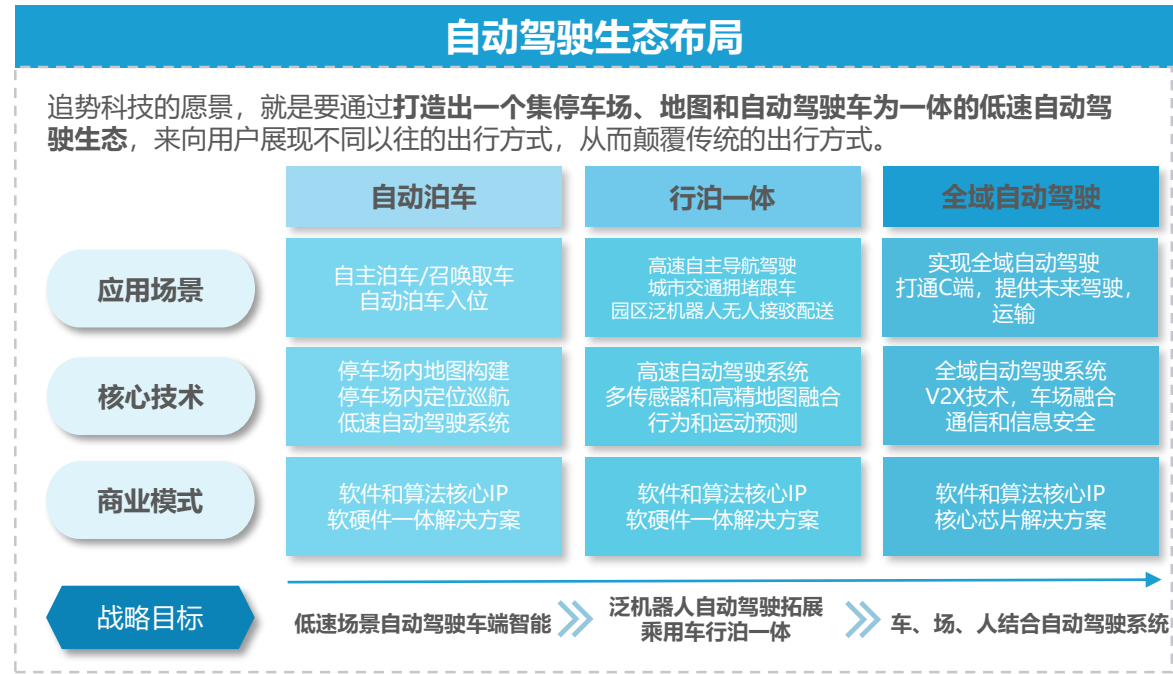 自动驾驶生态布局
追势科技的愿景，就是要通过打造出一个集停车场、地图和自动驾驶车为一体的低速自动驾
驶生态，来向用户展现不同以往的出行方式，从而颠覆传统的出行方式。
自动泊车
行泊一体
全域自动驾驶
应用场景
自主泊车/召唤取车
自动泊车入位
高速自主导航驾驶
城市交通拥堵跟车
园区泛机器人无人接驳配送
实现全域自动驾驶
打通C端，提供未来驾驶，
运输
核心技术
停车场内地图构建
停车场内定位巡航
低速自动驾驶系统
高速自动驾驶系统
多传感器和高精地图融合
行为和运动预测
全域自动驾驶系统
V2X技术，车场融合
通信和信息安全
商业模式
软件和算法核心IP
软硬件一体解决方案
软件和算法核心IP
软硬件一体解决方案
软件和算法核心IP
核心芯片解决方案
战略目标
低速场景自动驾驶车端智能
泛机器人自动驾驶拓展
乘用车行泊一体
车、场、人结合自动驾驶系统